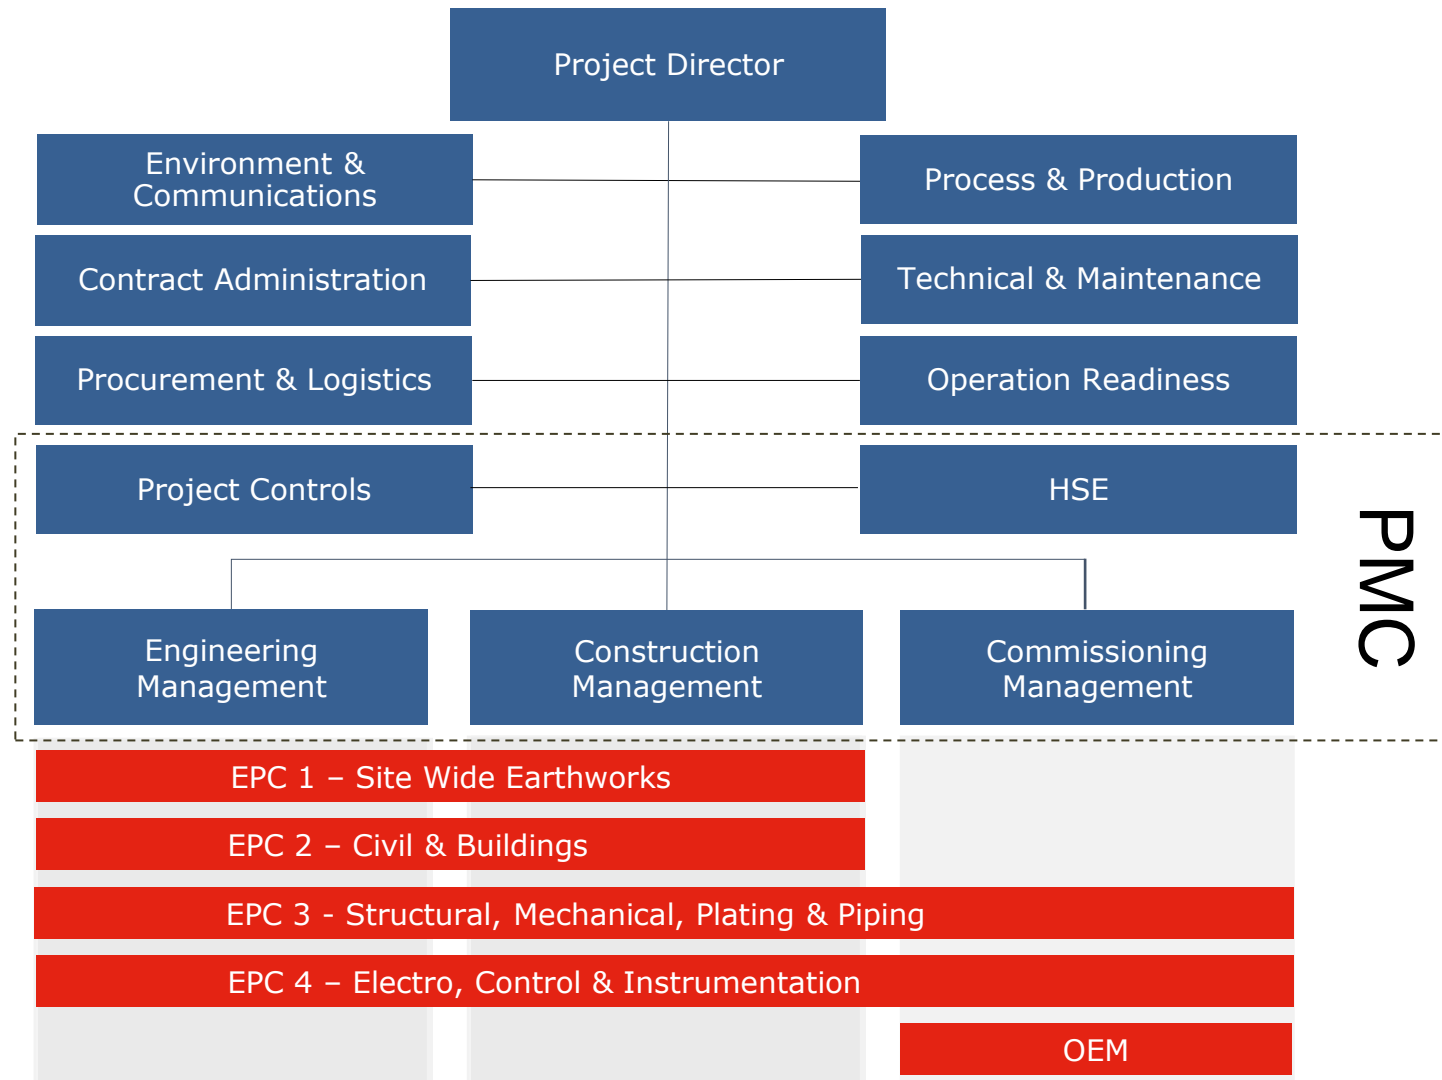 Project Director
Environment &
Communications
Process & Production
Contract Administration
Technical & Maintenance
Procurement & Logistics
Operation Readiness
Project Controls
HSE
PMC
Engineering
Management
Construction
Management
Commissioning
Management
EPC 1 – Site Wide Earthworks
EPC 2 – Civil & Buildings
EPC 3 - Structural, Mechanical, Plating & Piping
EPC 4 – Electro, Control & Instrumentation
OEM